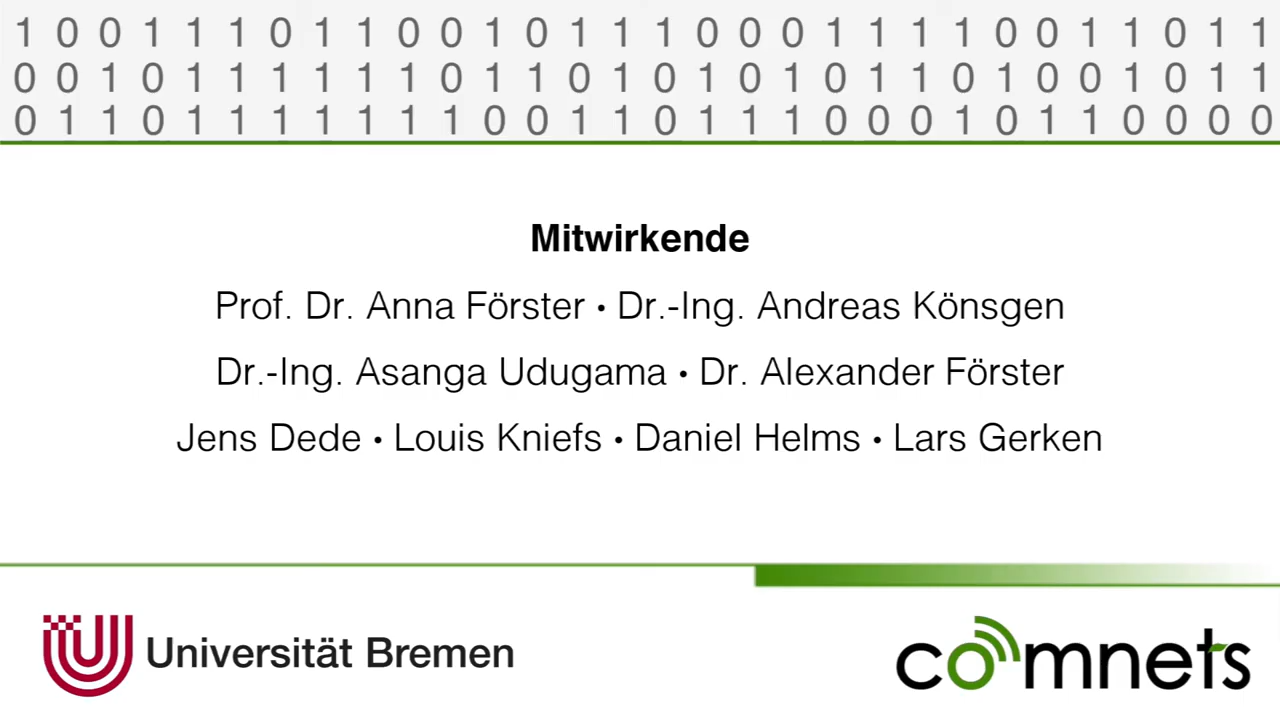 1 0 0 1 1 1 0 1 1 0 0 1 0 1 1 1 0 0 0 1 1 1 1 0 0 1 1 0 1 1
0 0 1 0 1 1 1 1 1 1 0 1 1 0 1 0 1 0 1 0 1 1 0 1 0 0 1 0 1 1
0 1 1 0 1 1 1 1 1 1 1 0 0 1 1 0 1 1 1 0 0 0 1 0 1 1 0 0 0 0
Mitwirkende
Prof. Dr. Anna Förster • Dr.-Ing. Andreas Könsgen
Dr.-Ing. Asanga Udugama • Dr. Alexander Förster
Jens Dede • Louis Kniefs • Daniel Helms • Lars Gerken
Universität Bremen
comnets